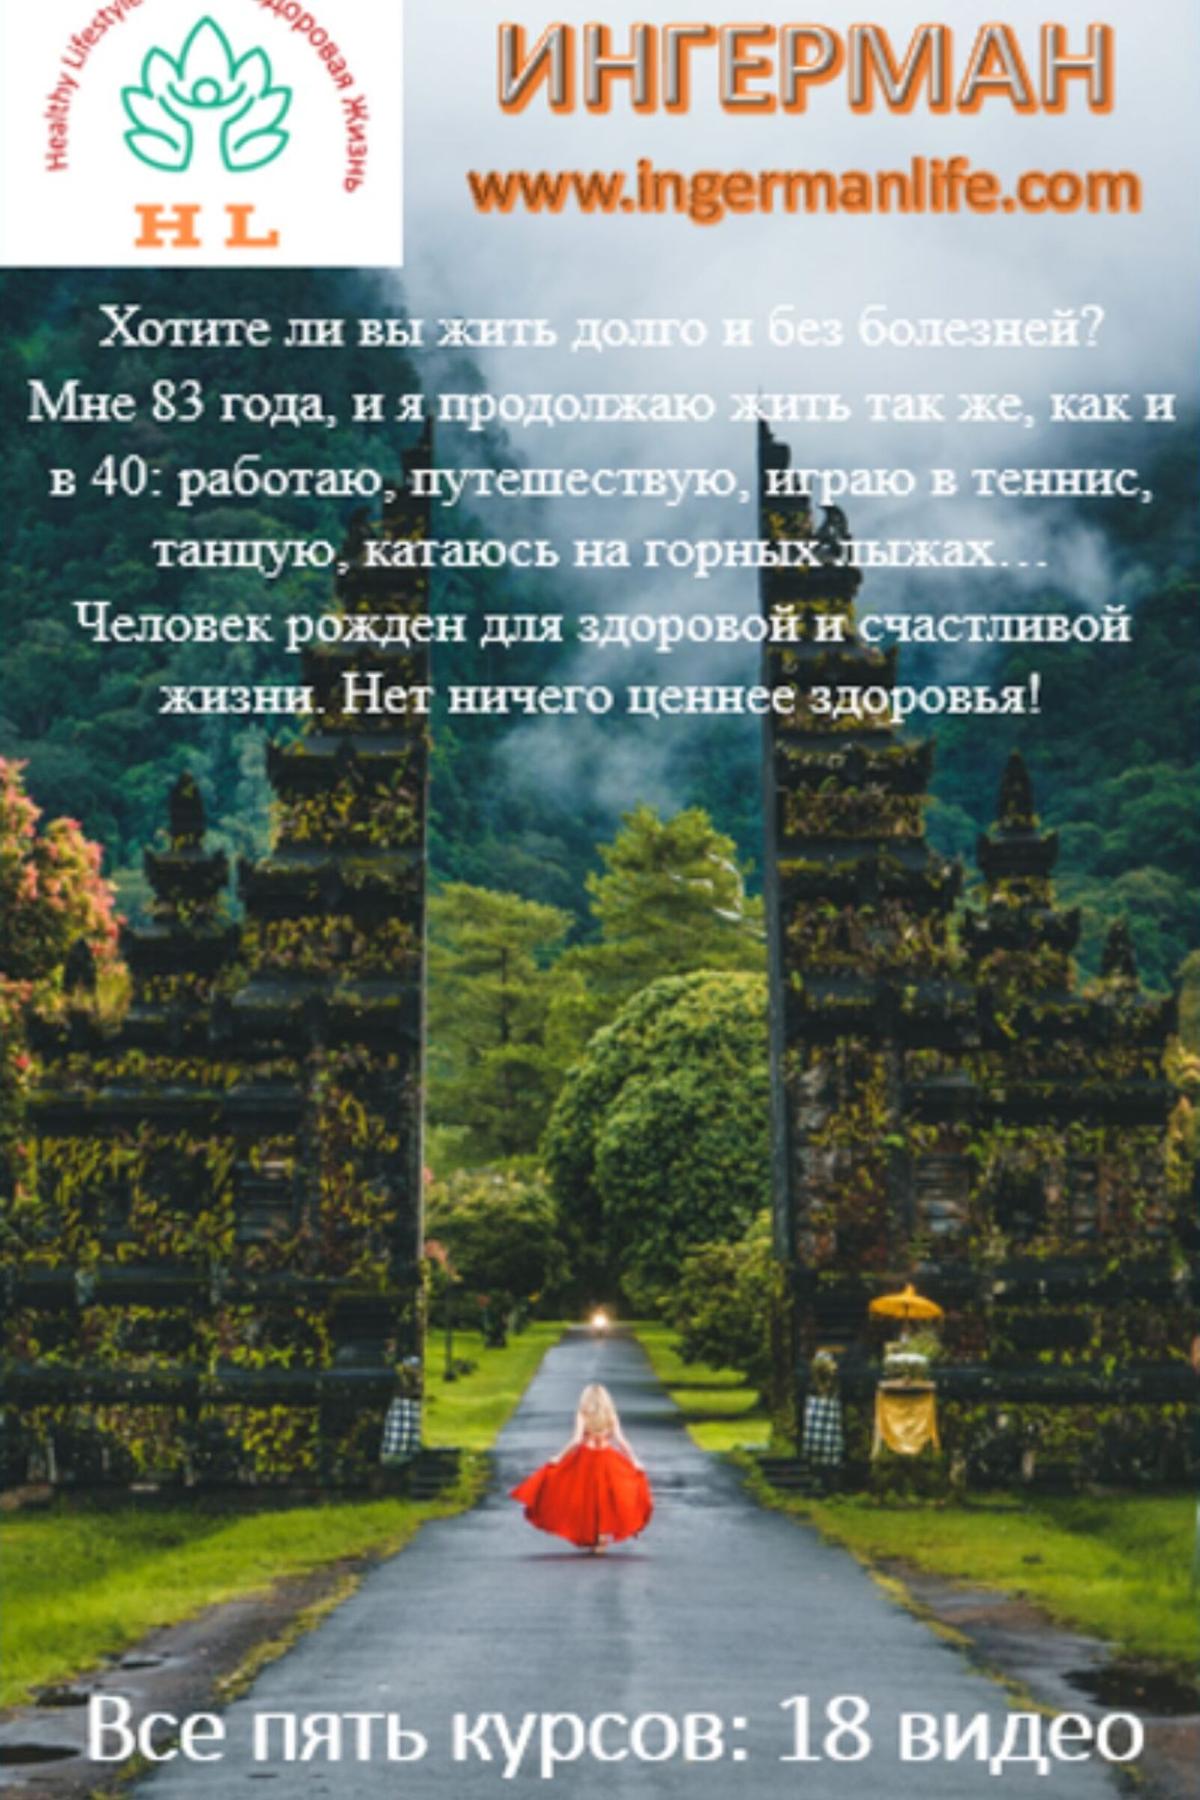 Healthy Lifestyle
доровая Жизнь
H L
ИНГЕРМАН
www.ingermanlife.com
Хотите ли вы жить долго и без болезней?
Мне 83 года, и я продолжаю жить так же, как и
в 40: работаю, путешествую, играю в теннис,
танцую, катаюсь на горных лыжах...
Человек рожден для здоровой и счастливой
жизни. Нет ничего ценнее здоровья!
Все пять курсов: 18 видео